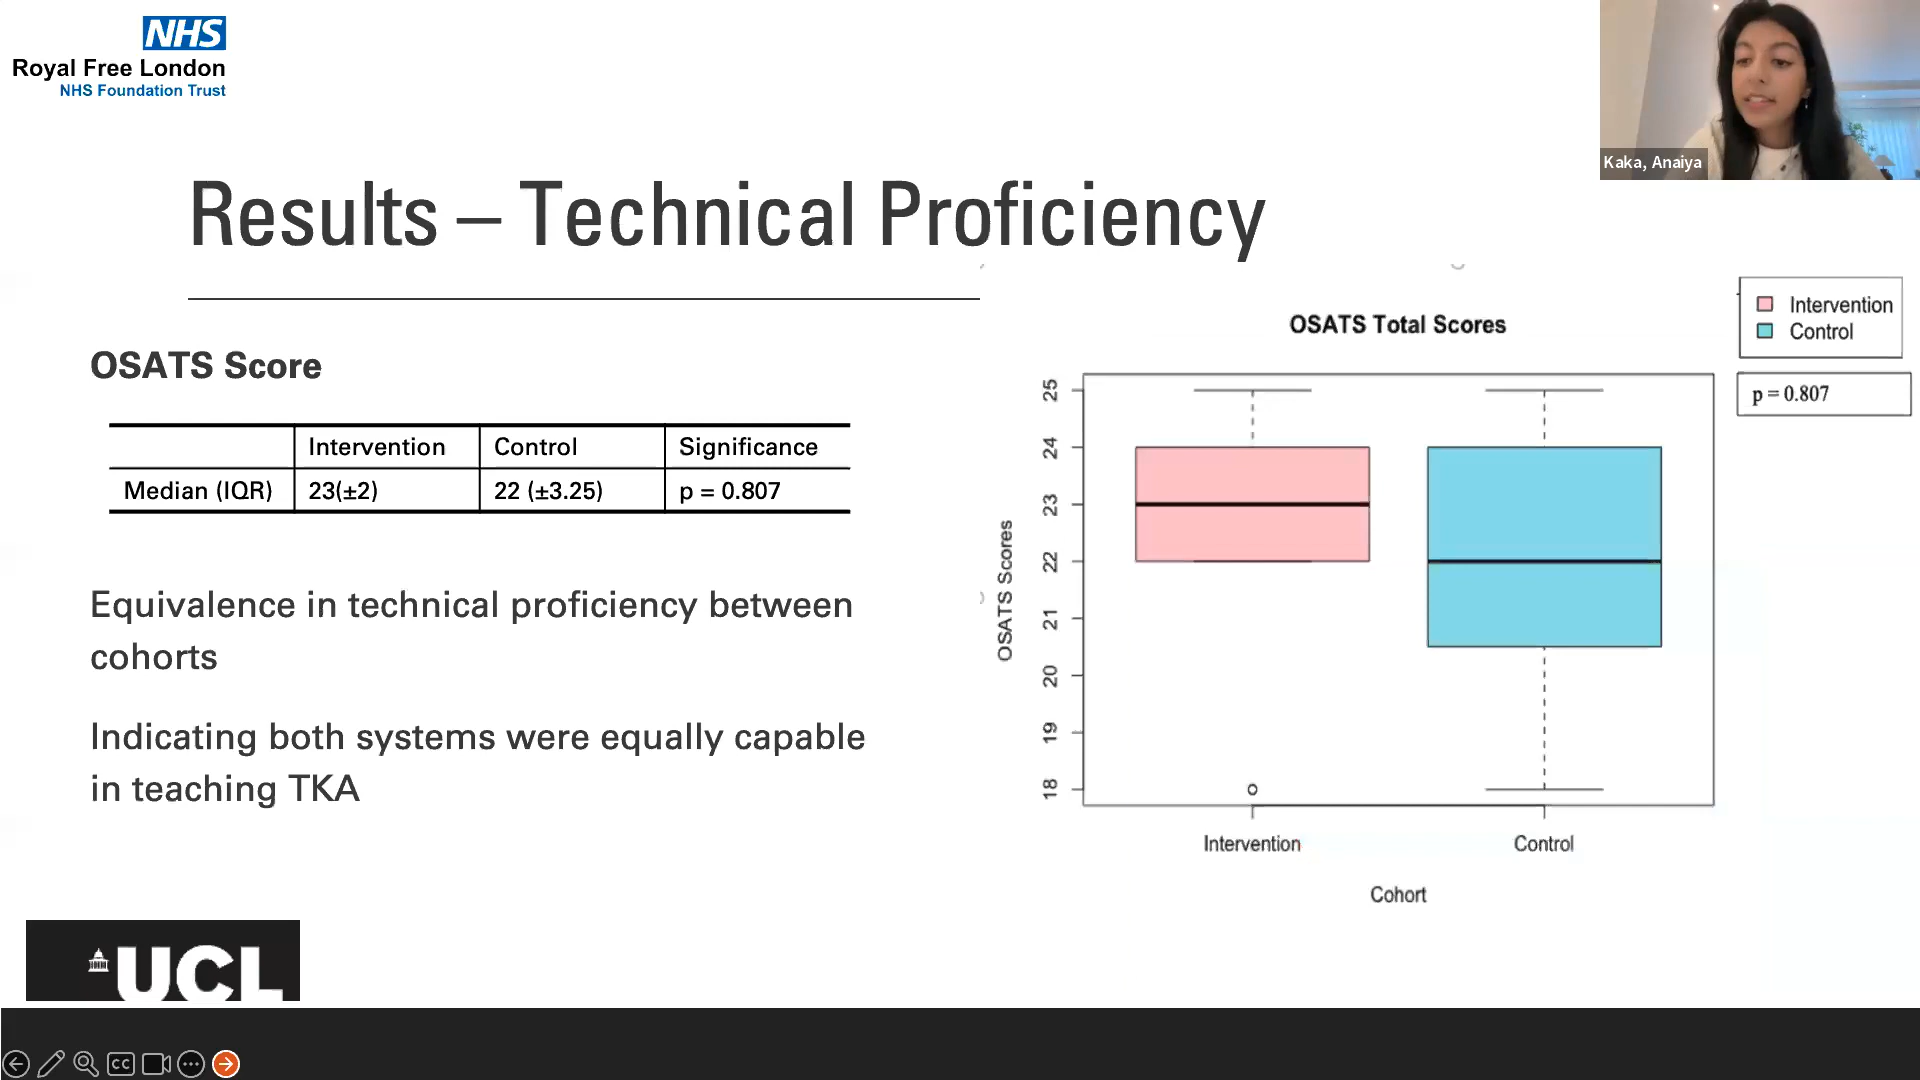 NHS
Royal Free London
NHS Foundation Trust
Kaka, Anaiya
Results – Technical Proficiency
OSATS Score
Intervention Control Significance
Median (IQR) 23(±2) 22 (±3.25) p = 0.807
Equivalence in technical proficiency between
cohorts
Indicating both systems were equally capable
in teaching TKA
OSATS Total Scores
Intervention
Control
p = 0.807
OSATS Scores
25
24
23
22
21
20
19
18
Intervention Control
Cohort
UCL
CC